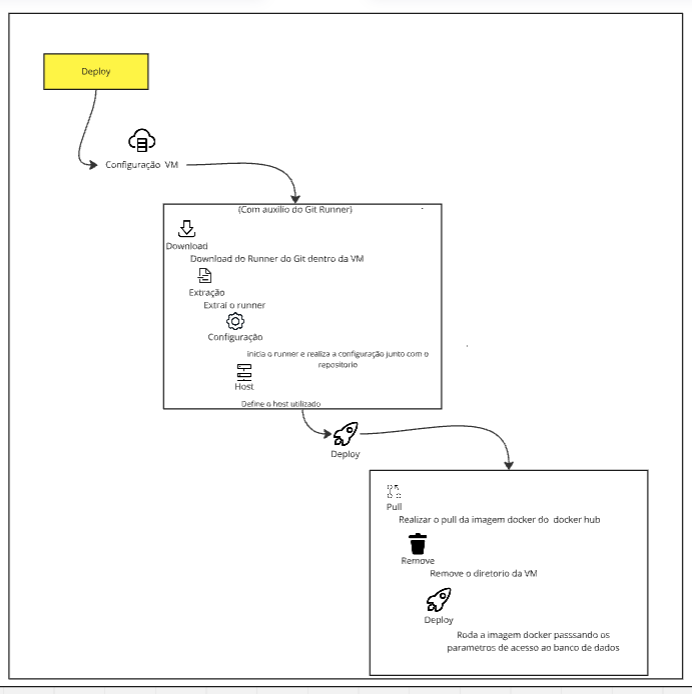 Deploy
Configuração VM
(Com auxilio do Git Runner)
Download
Download do Runner do Git dentro da VM
Extração
Extrai o runner
Configuração
Inicia o runner e realiza a configuração junto com o
repositorio
Host
Define o host utilizado
Deploy
Pull
Realizar o pull da imagem docker do docker hub
Remove
Remove o diretorio da VM
Deploy
Roda a imagem docker passsando os
parametros de acesso ao banco de dados